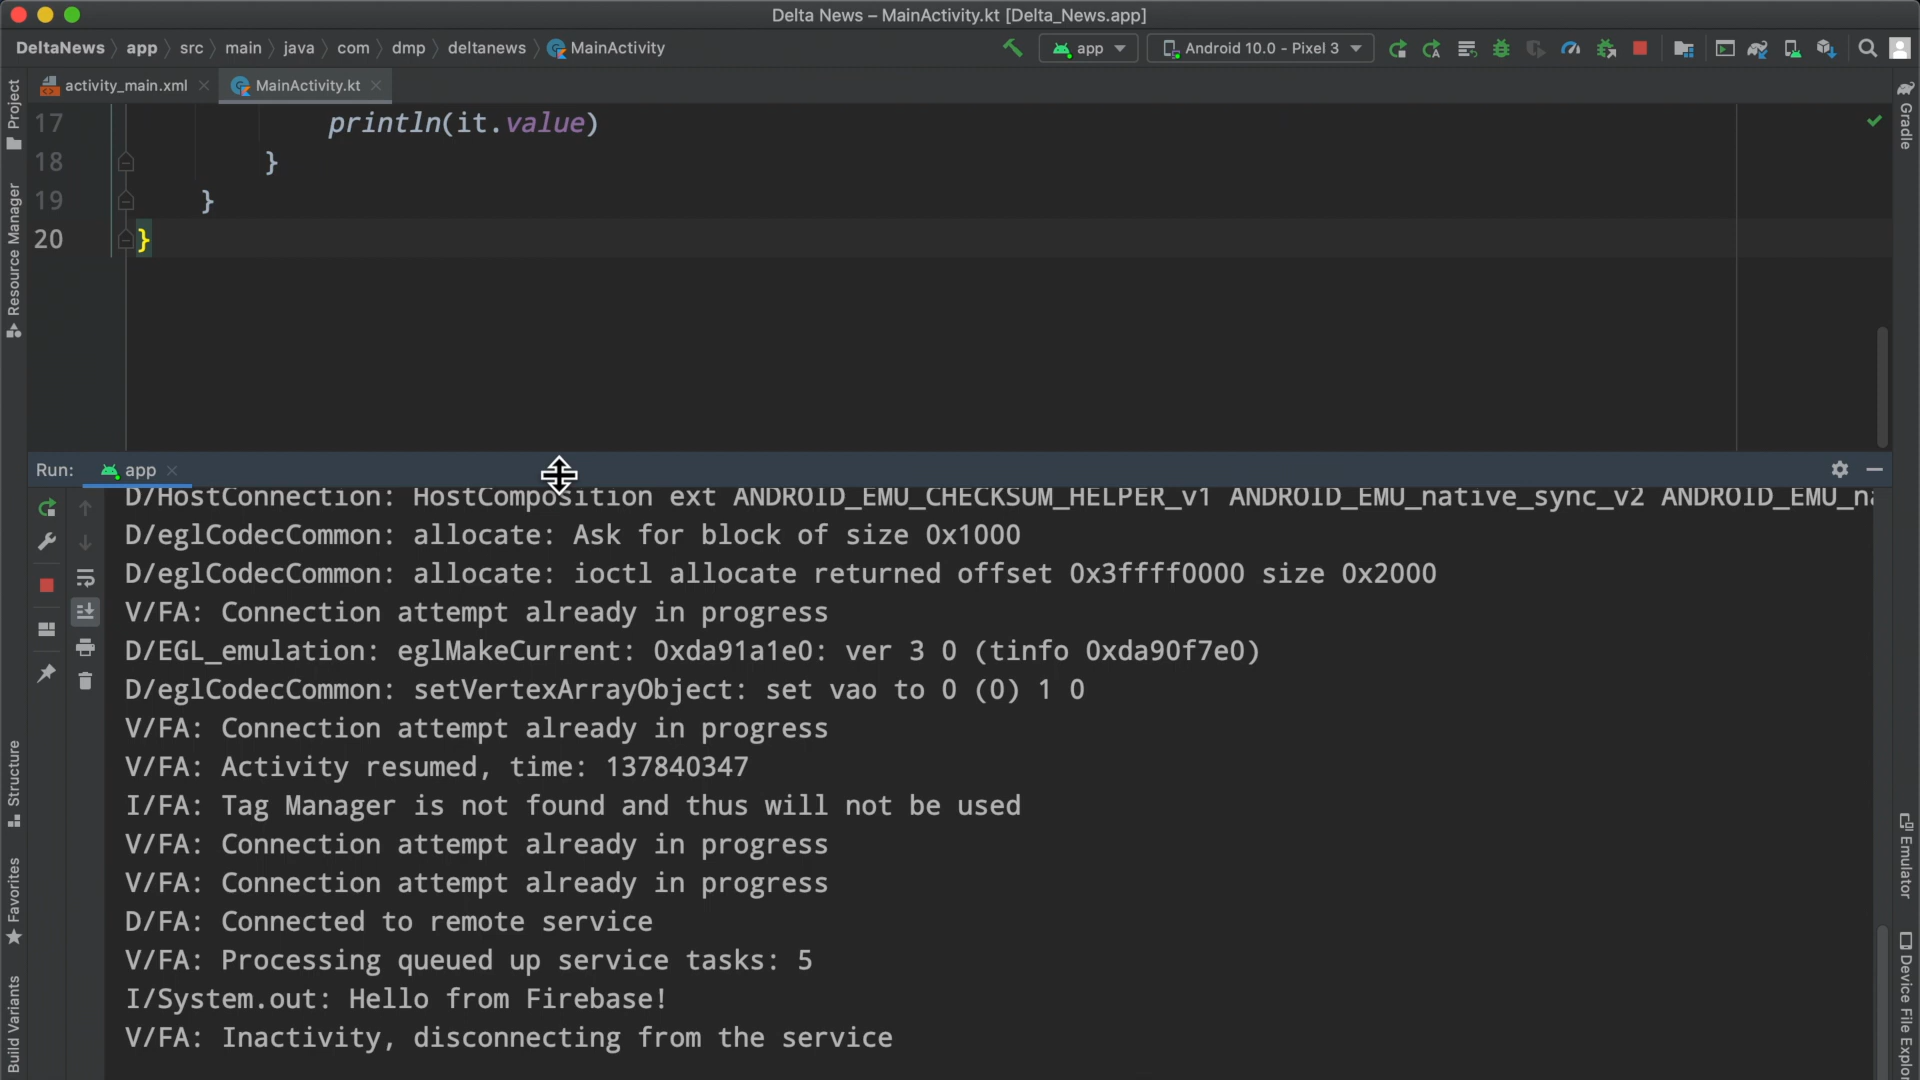 Delta News – MainActivity.kt [Delta_News.app]
DeltaNews app src main java com dmp deltanews MainActivity app Android 10.0 - Pixel 3
activity_main.xml MainActivity.kt
17 println(it.value)
18 }
19 }
20 }
Run: app
D/HostConnection: HostComposition ext ANDROID_EMU_CHECKSUM_HELPER_v1 ANDROID_EMU_native_sync_v2 ANDROID_EMU_na
D/eglCodecCommon: allocate: Ask for block of size 0x1000
D/eglCodecCommon: allocate: ioctl allocate returned offset 0x3ffff0000 size 0x2000
V/FA: Connection attempt already in progress
D/EGL_emulation: eglMakeCurrent: 0xda91a1e0: ver 3 0 (tinfo 0xda90f7e0)
D/eglCodecCommon: setVertexArrayObject: set vao to 0 (0) 1 0
V/FA: Connection attempt already in progress
V/FA: Activity resumed, time: 137840347
I/FA: Tag Manager is not found and thus will not be used
V/FA: Connection attempt already in progress
V/FA: Connection attempt already in progress
D/FA: Connected to remote service
V/FA: Processing queued up service tasks: 5
I/System.out: Hello from Firebase!
V/FA: Inactivity, disconnecting from the service
Project
Resource Manager
Structure
Favorites
Build Variants
Gradle
Emulator
Device File Explor